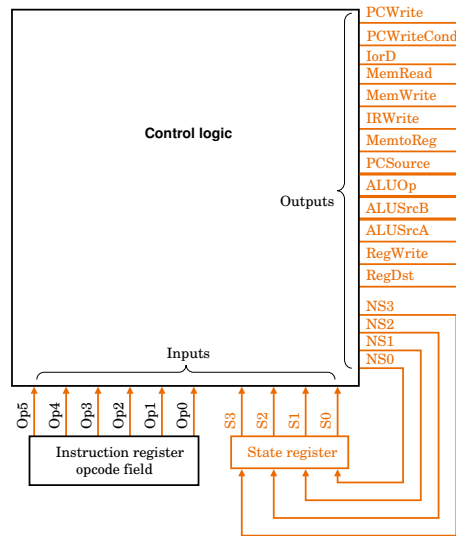 PCWrite
PCWriteCond
IorD
MemRead
MemWrite
IRWrite
MemtoReg
PCSource
ALUOp
ALUSrcB
ALUSrcA
RegWrite
RegDst
NS3
NS2
NS1
NS0
Control logic
Outputs
Inputs
Op5
Op4
Op3
Op2
Op1
Op0
S3
S2
S1
S0
Instruction register
opcode field
State register